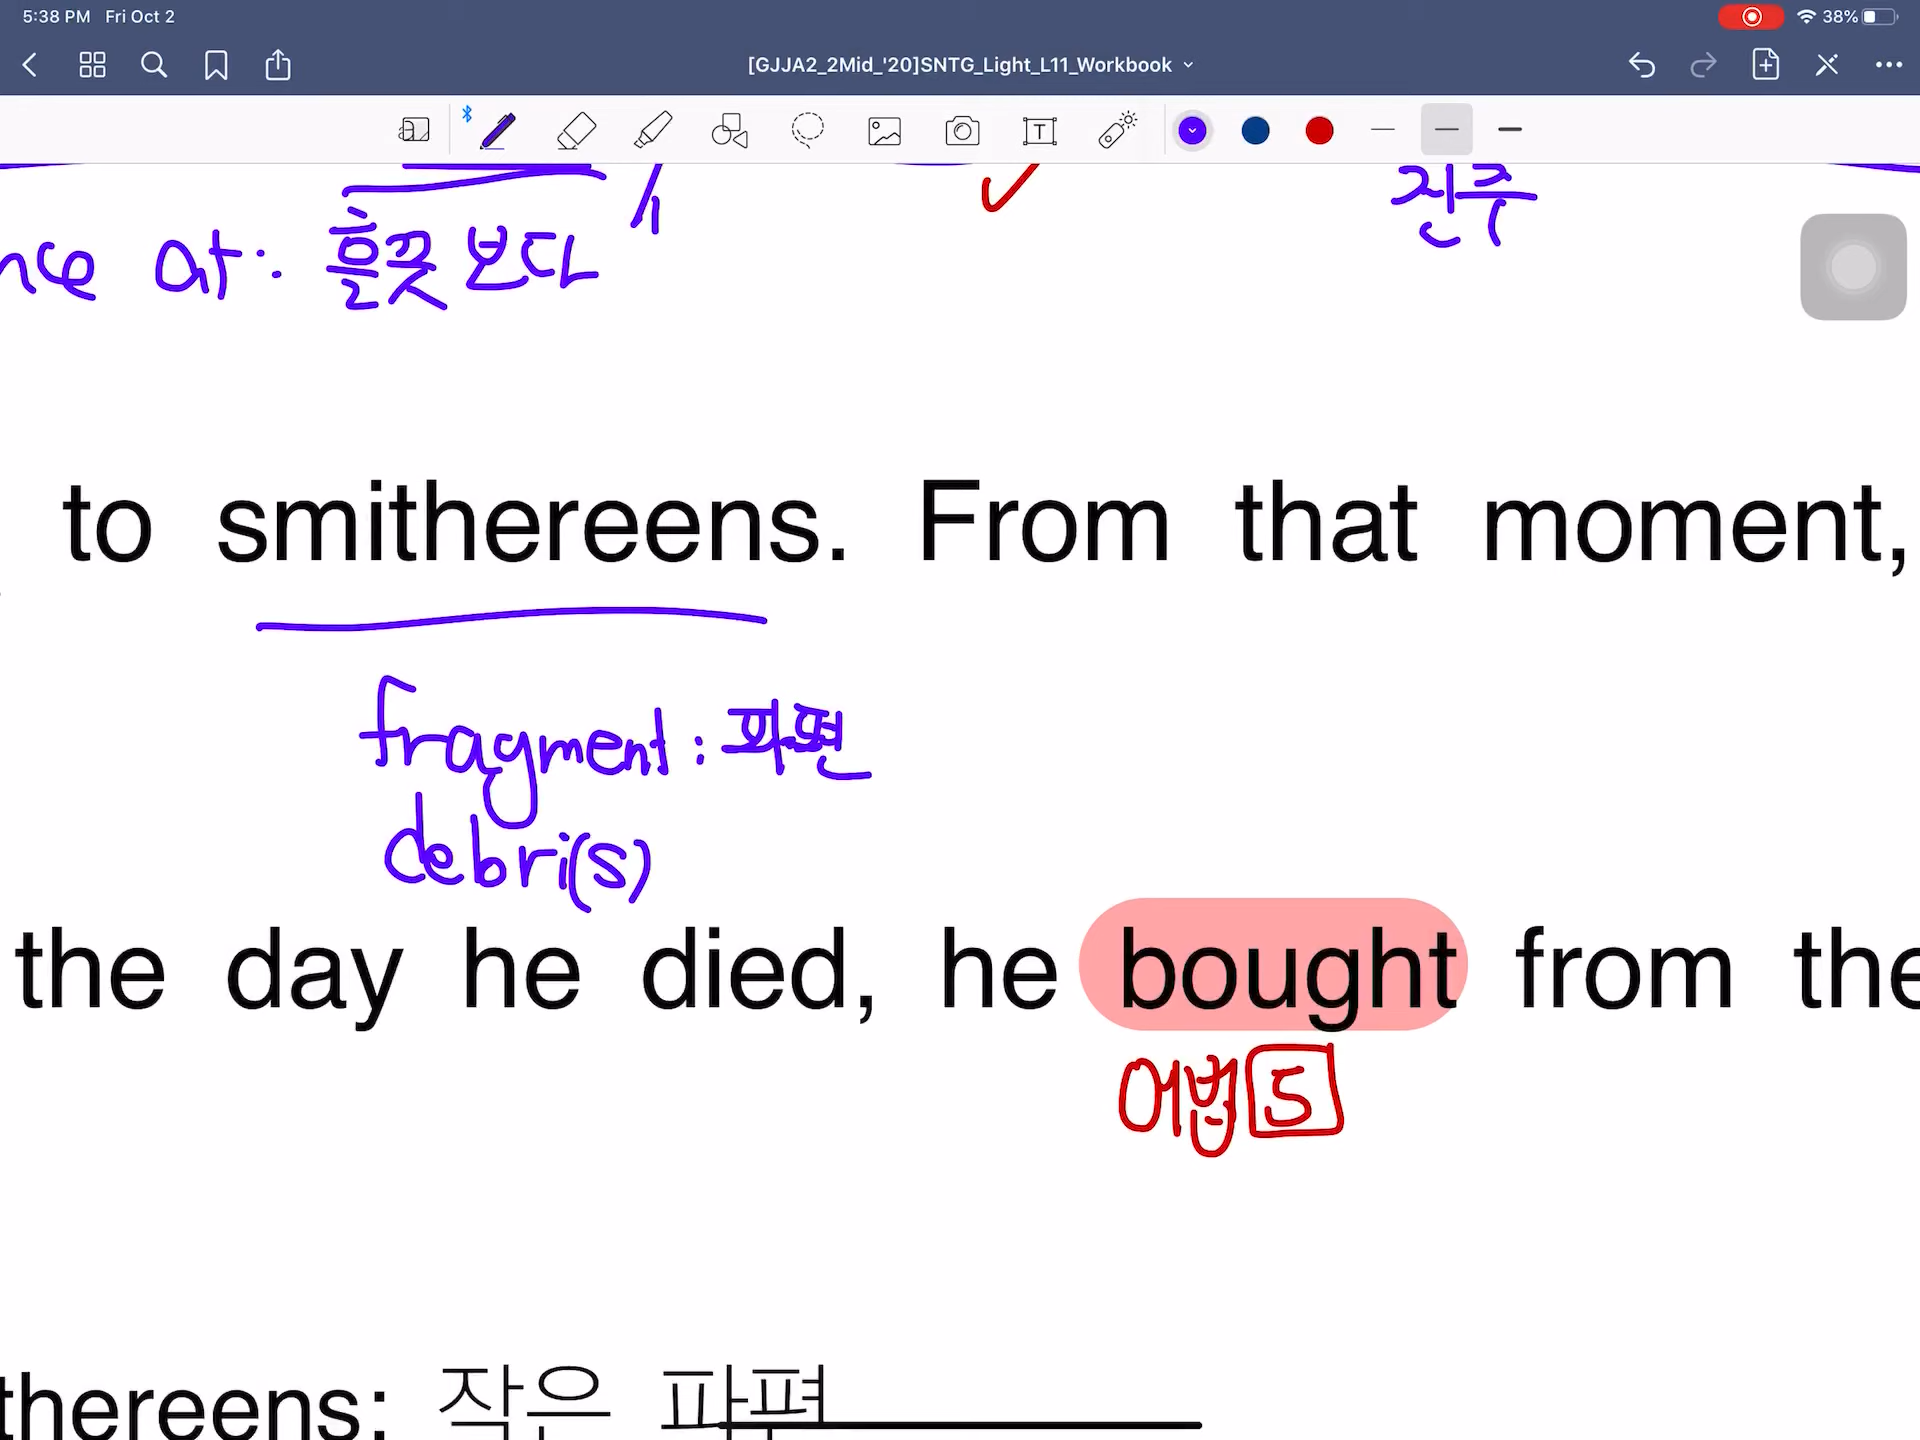 5:38 PM Fri Oct 2
38%
[GJJA2_2Mid_'20]SNTG_Light_L11_Workbook
진주
nce at: 흘끗 보다
to smithereens. From that moment,
fragment: 파편
debri(s)
the day he died, he bought from the
어법 5
thereens: 작은 파편